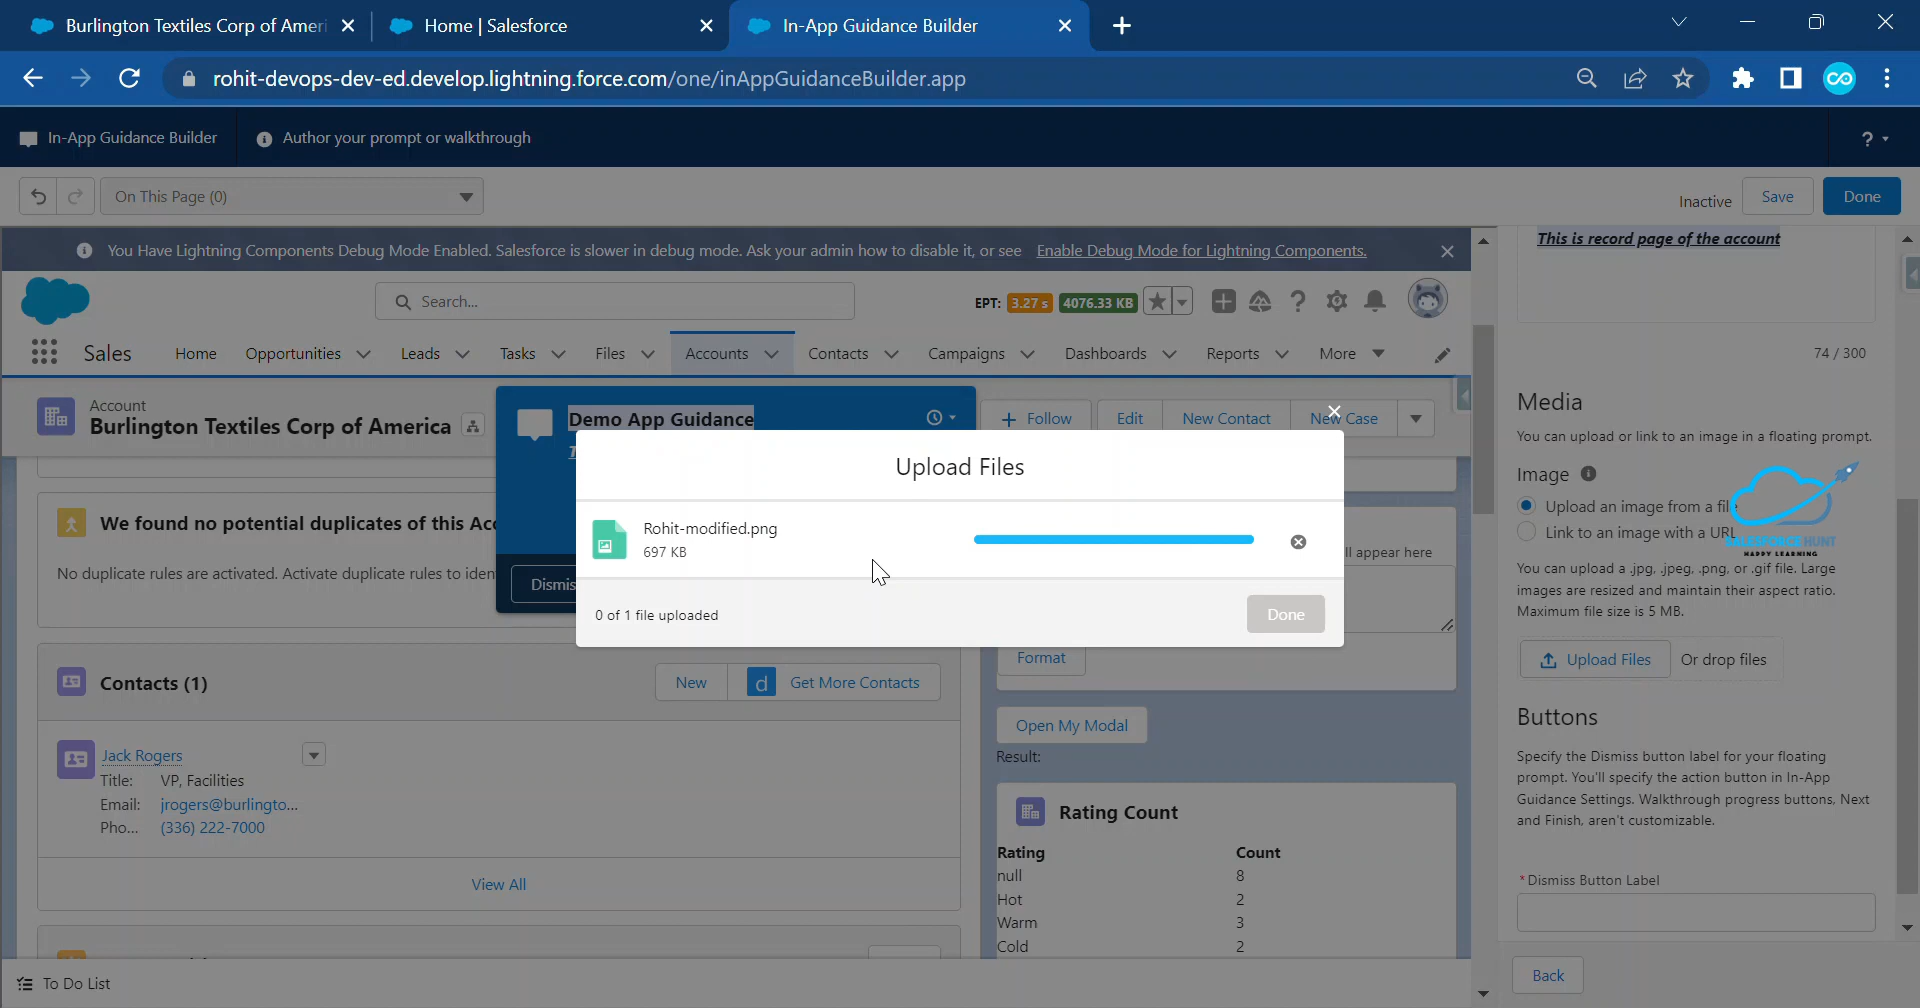 Burlington Textiles Corp of Ameri
Home | Salesforce
In-App Guidance Builder
rohit-devops-dev-ed.develop.lightning.force.com/one/inAppGuidanceBuilder.app
In-App Guidance Builder
Author your prompt or walkthrough
?
On This Page (0)
Inactive
Save
Done
You Have Lightning Components Debug Mode Enabled. Salesforce is slower in debug mode. Ask your admin how to disable it, or see Enable Debug Mode for Lightning Components.
This is record page of the account
Search...
EPT: 3.27 s 4076.33 KB
Sales
Home
Opportunities
Leads
Tasks
Files
Accounts
Contacts
Campaigns
Dashboards
Reports
More
74 / 300
Account
Burlington Textiles Corp of America
Demo App Guidance
+ Follow
Edit
New Contact
New Case
Media
You can upload or link to an image in a floating prompt.
Upload Files
Image
Upload an image from a fil
Link to an image with a URL
SALESFORCE HUNT
HAPPY LEARNING
We found no potential duplicates of this Acc
Rohit-modified.png
697 KB
ll appear here
No duplicate rules are activated. Activate duplicate rules to iden
Dismis
0 of 1 file uploaded
Done
You can upload a .jpg, .jpeg, .png, or .gif file. Large
images are resized and maintain their aspect ratio.
Maximum file size is 5 MB.
Upload Files
Or drop files
Format
Contacts (1)
New
d Get More Contacts
Open My Modal
Result:
Buttons
Specify the Dismiss button label for your floating
prompt. You'll specify the action button in In-App
Guidance Settings. Walkthrough progress buttons, Next
and Finish, aren't customizable.
Jack Rogers
Title: VP, Facilities
Email: jrogers@burlingto...
Pho... (336) 222-7000
View All
Rating Count
Rating Count
null 8
Hot 2
Warm 3
Cold 2
* Dismiss Button Label
Back
To Do List